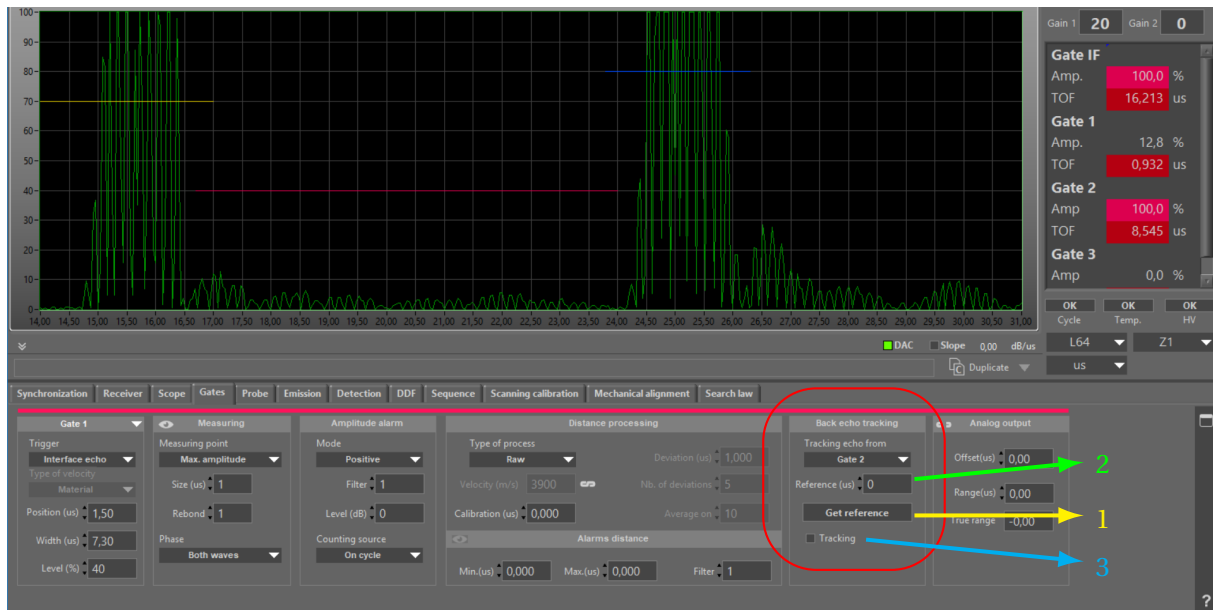 Gain 1 20 Gain 2 0
100-
90-
80-
70-
60-
50-
40-
30-
20-
10-
0-
14,00 14,50 15,00 15,50 16,00 16,50 17,00 17,50 18,00 18,50 19,00 19,50 20,00 20,50 21,00 21,50 22,00 22,50 23,00 23,50 24,00 24,50 25,00 25,50 26,00 26,50 27,00 27,50 28,00 28,50 29,00 29,50 30,00 30,50 31,00
Gate IF
Amp. 100,0 %
TOF 16,213 us
Gate 1
Amp. 12,8 %
TOF 0,932 us
Gate 2
Amp 100,0 %
TOF 8,545 us
Gate 3
Amp 0,0 %
OK OK OK
Cycle Temp. HV
DAC Slope 0,00 dB/us
L64 Z1
Duplicate
us
Synchronization Receiver Scope Gates Probe Emission Detection DDF Sequence Scanning calibration Mechanical alignment Search law
Gate 1
Trigger
Interface echo
Type of velocity
Material
Position (us) 1,50
Width (us) 7,30
Level (%) 40
Measuring
Measuring point
Max. amplitude
Size (us) 1
Rebond 1
Phase
Both waves
Amplitude alarm
Mode
Positive
Filter 1
Level (dB) 0
Counting source
On cycle
Distance processing
Type of process
Raw
Deviation (us) 1,000
Velocity (m/s) 3900
Nb. of deviations 5
Calibration (us) 0,000
Average on 10
Alarms distance
Min.(us) 0,000 Max.(us) 0,000 Filter 1
Back echo tracking
Tracking echo from
Gate 2
Reference (us) 0
Get reference
Tracking
Analog output
Offset(us) 0,00
Range(us) 0,00
True range -0,00
2
1
3
?